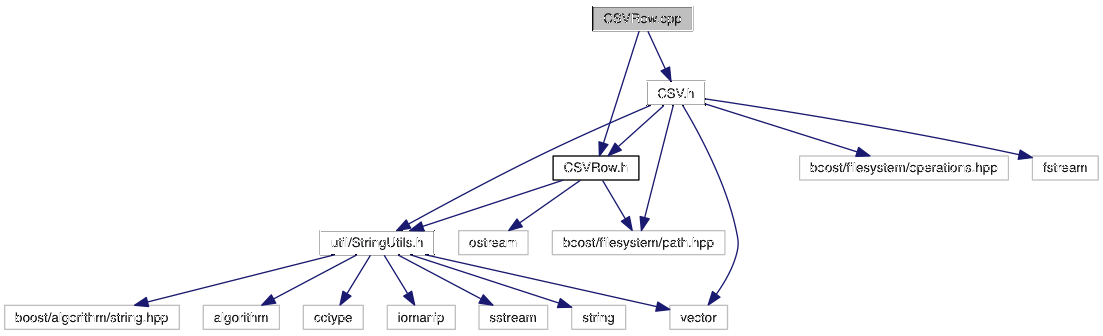 CSVRow.cpp
CSV.h
CSVRow.h
boost/filesystem/operations.hpp
fstream
util/StringUtils.h
ostream
boost/filesystem/path.hpp
boost/algorithm/string.hpp
algorithm
cctype
iomanip
sstream
string
vector